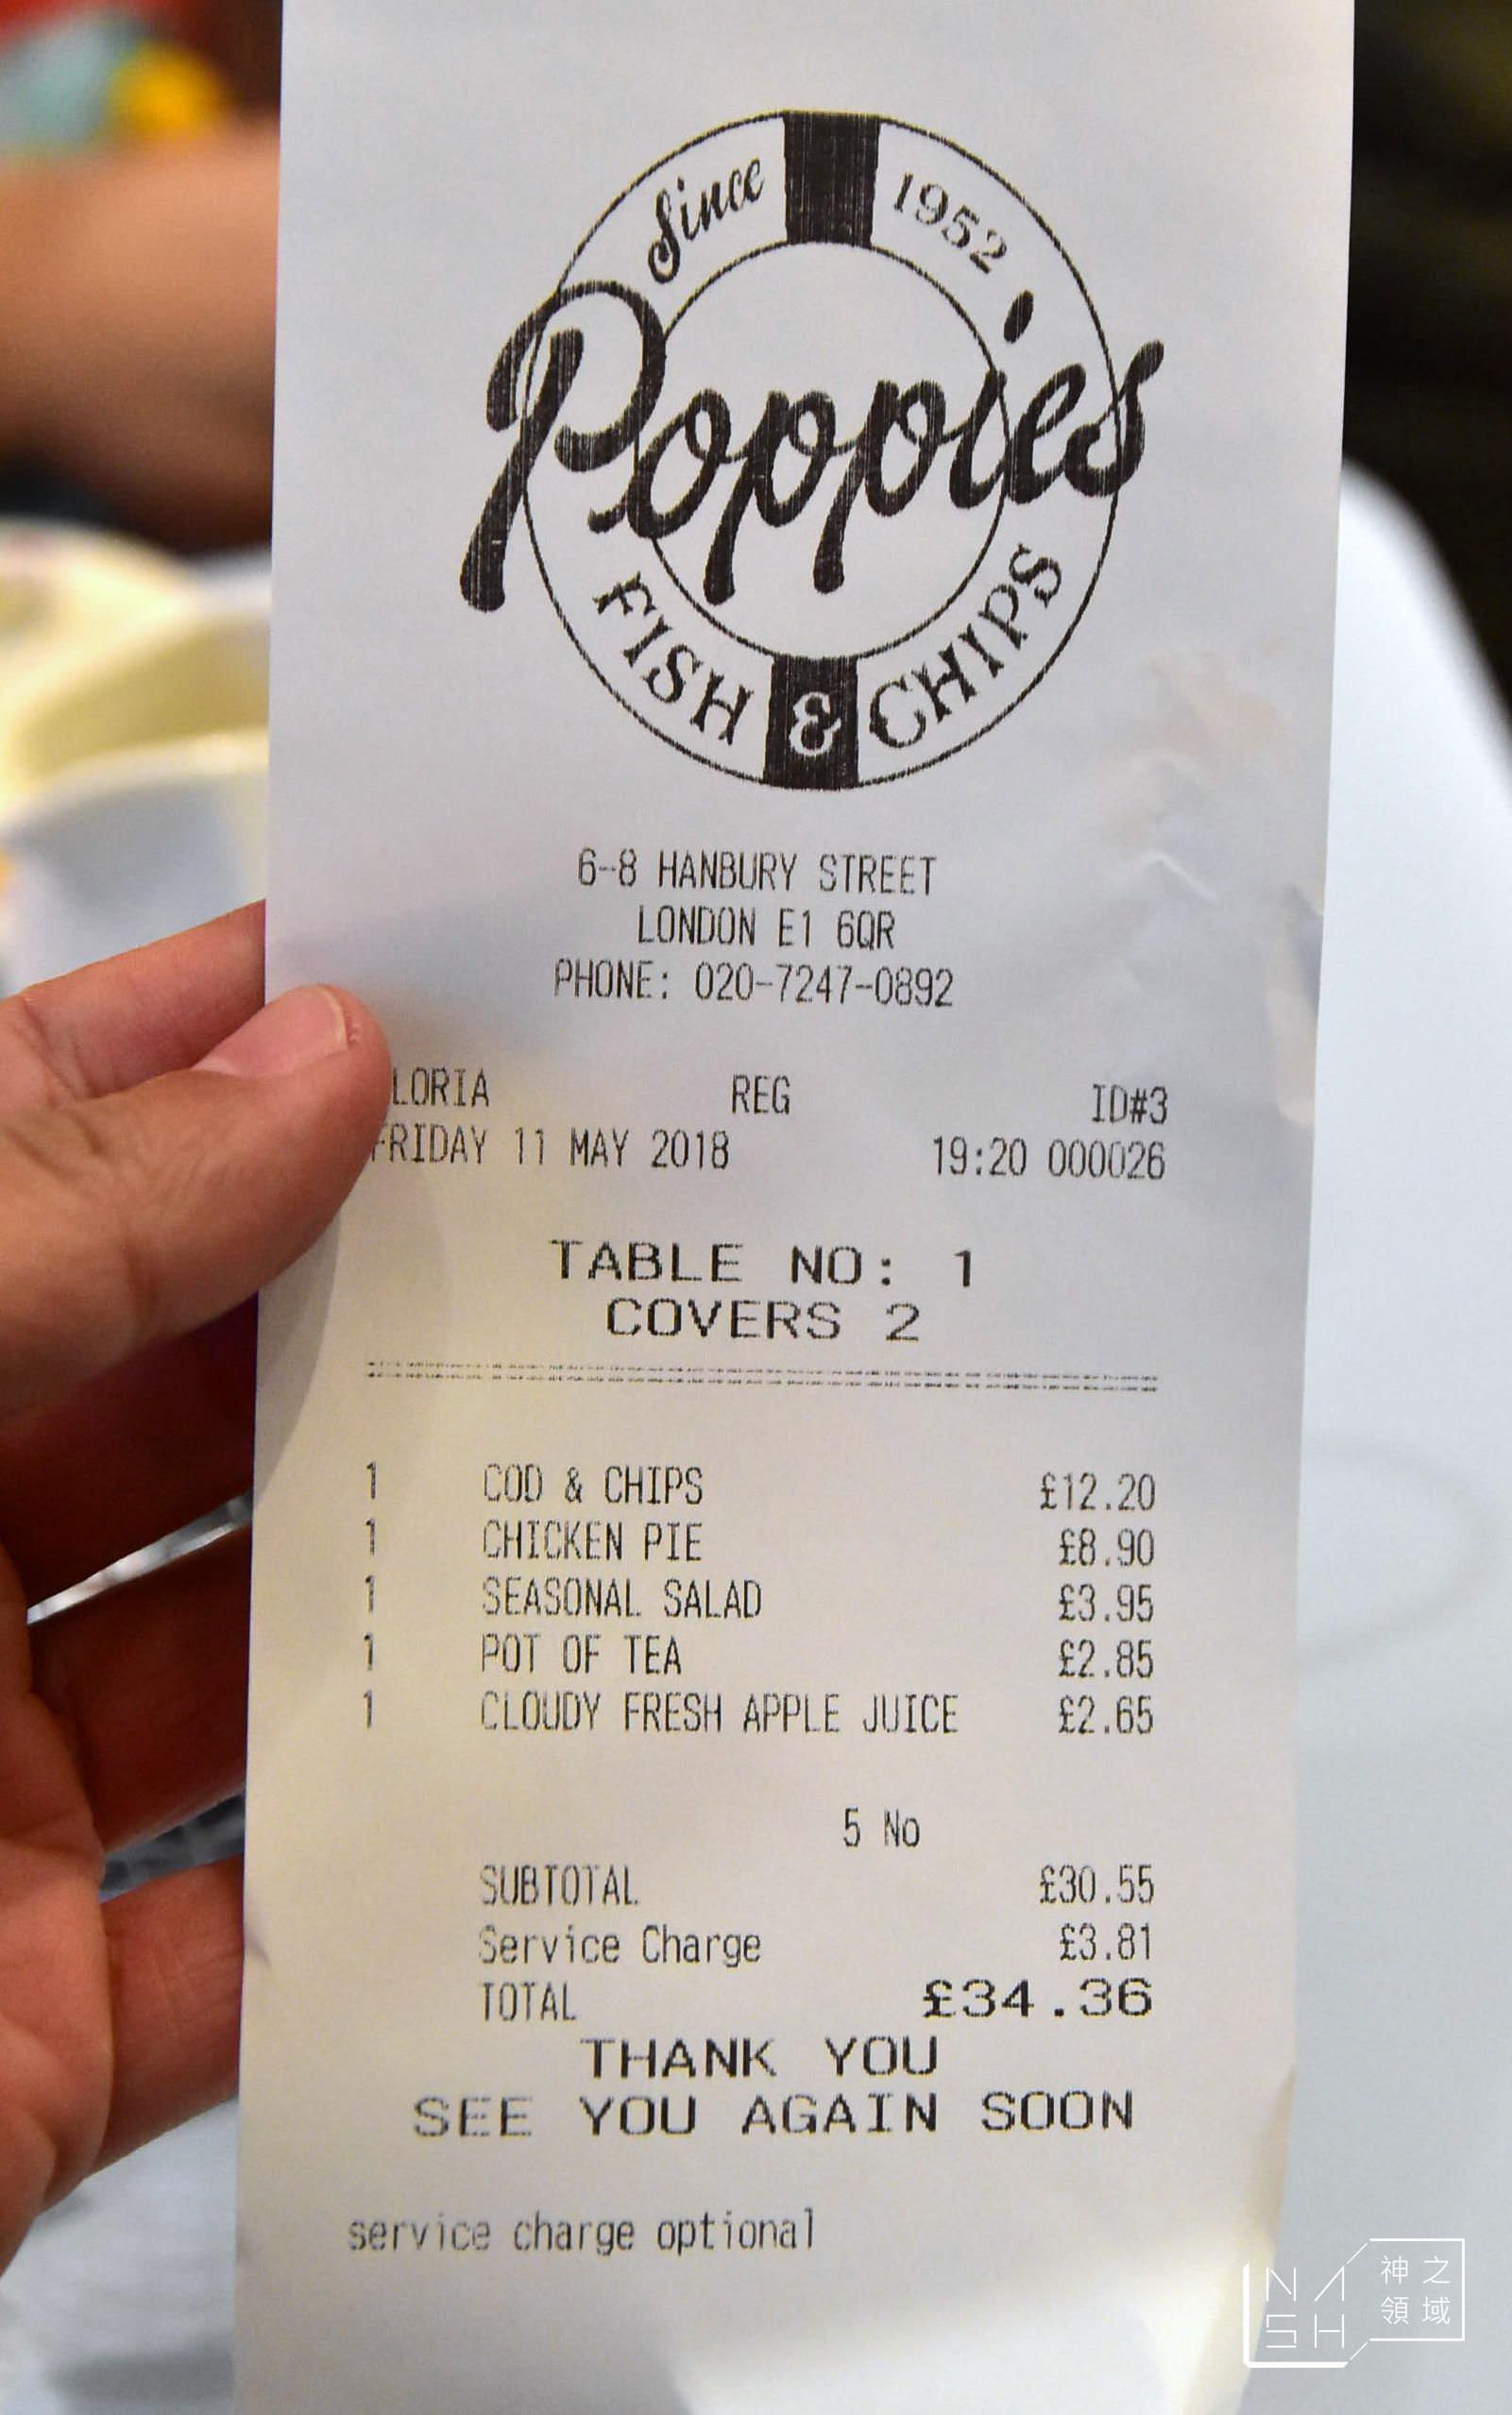 Since 1952
Poppies
FISH & CHIPS
6-8 HANBURY STREET
LONDON E1 6QR
PHONE: 020-7247-0892
LORIA REG ID#3
FRIDAY 11 MAY 2018 19:20 000026
TABLE NO: 1
COVERS 2
1 COD & CHIPS £12.20
1 CHICKEN PIE £8.90
1 SEASONAL SALAD £3.95
1 POT OF TEA £2.85
1 CLOUDY FRESH APPLE JUICE £2.65
5 No
SUBTOTAL £30.55
Service Charge £3.81
TOTAL £34.36
THANK YOU
SEE YOU AGAIN SOON
service charge optional
NASH
神之
領域